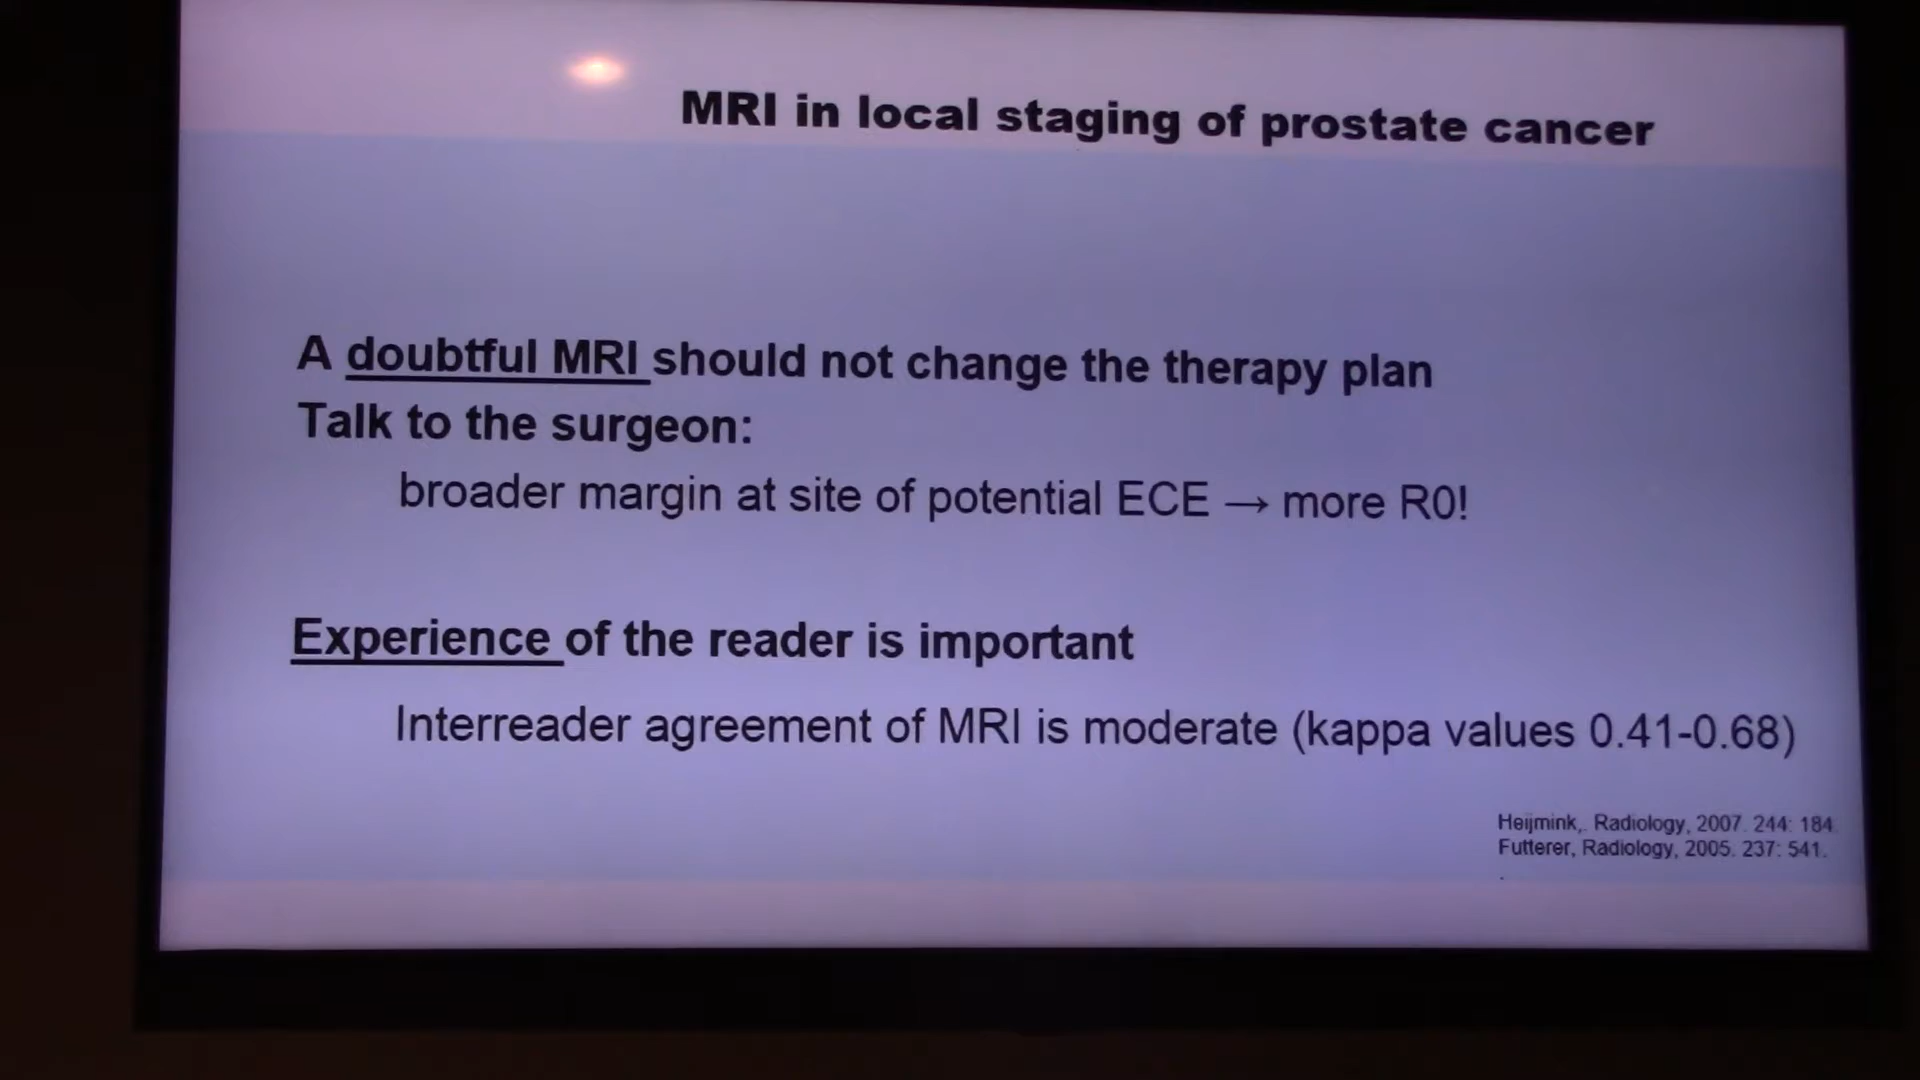 MRI in local staging of prostate cancer
A doubtful MRI should not change the therapy plan
Talk to the surgeon:
broader margin at site of potential ECE → more R0!
Experience of the reader is important
Interreader agreement of MRI is moderate (kappa values 0.41-0.68)
Heijmink,. Radiology, 2007. 244: 184.
Futterer, Radiology, 2005. 237: 541.
.